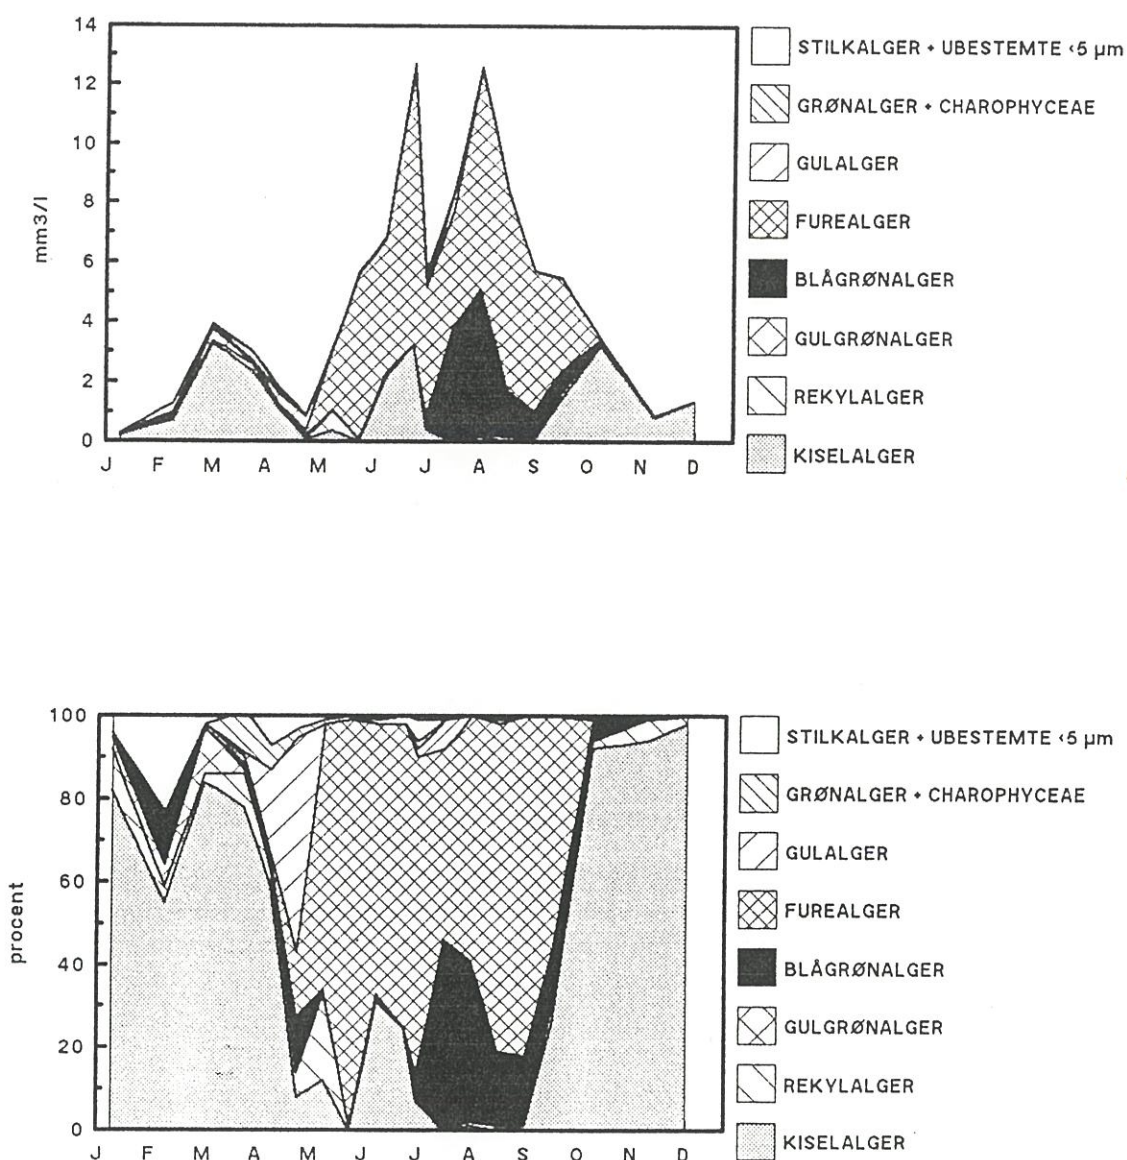 14
12
10
8
6
4
2
0
mm3/l
J F M A M J J A S O N D
STILKALGER + UBESTEMTE <5 µm
GRØNALGER + CHAROPHYCEAE
GULALGER
FUREALGER
BLÅGRØNALGER
GULGRØNALGER
REKYLALGER
KISELALGER
100
80
60
40
20
0
procent
J F M A M J J A S O N D
STILKALGER + UBESTEMTE <5 µm
GRØNALGER + CHAROPHYCEAE
GULALGER
FUREALGER
BLÅGRØNALGER
GULGRØNALGER
REKYLALGER
KISELALGER